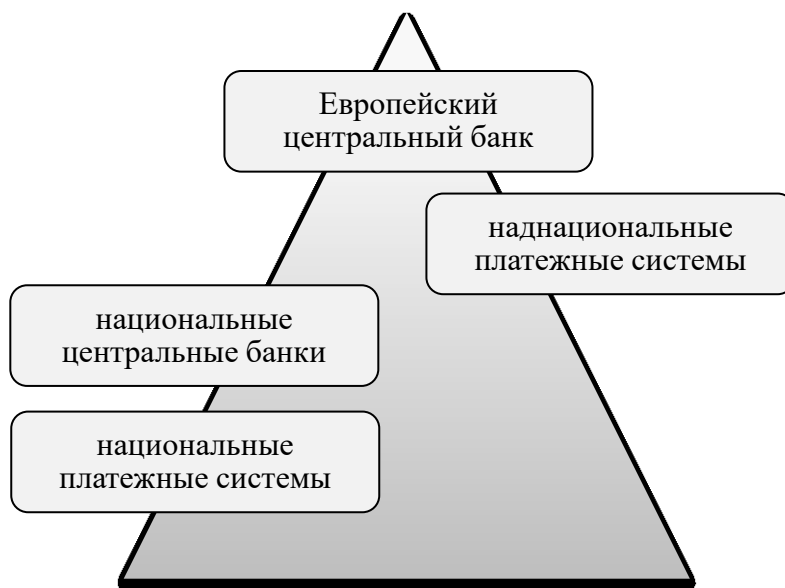 Европейский
центральный банк
наднациональные
платежные системы
национальные
центральные банки
национальные
платежные системы